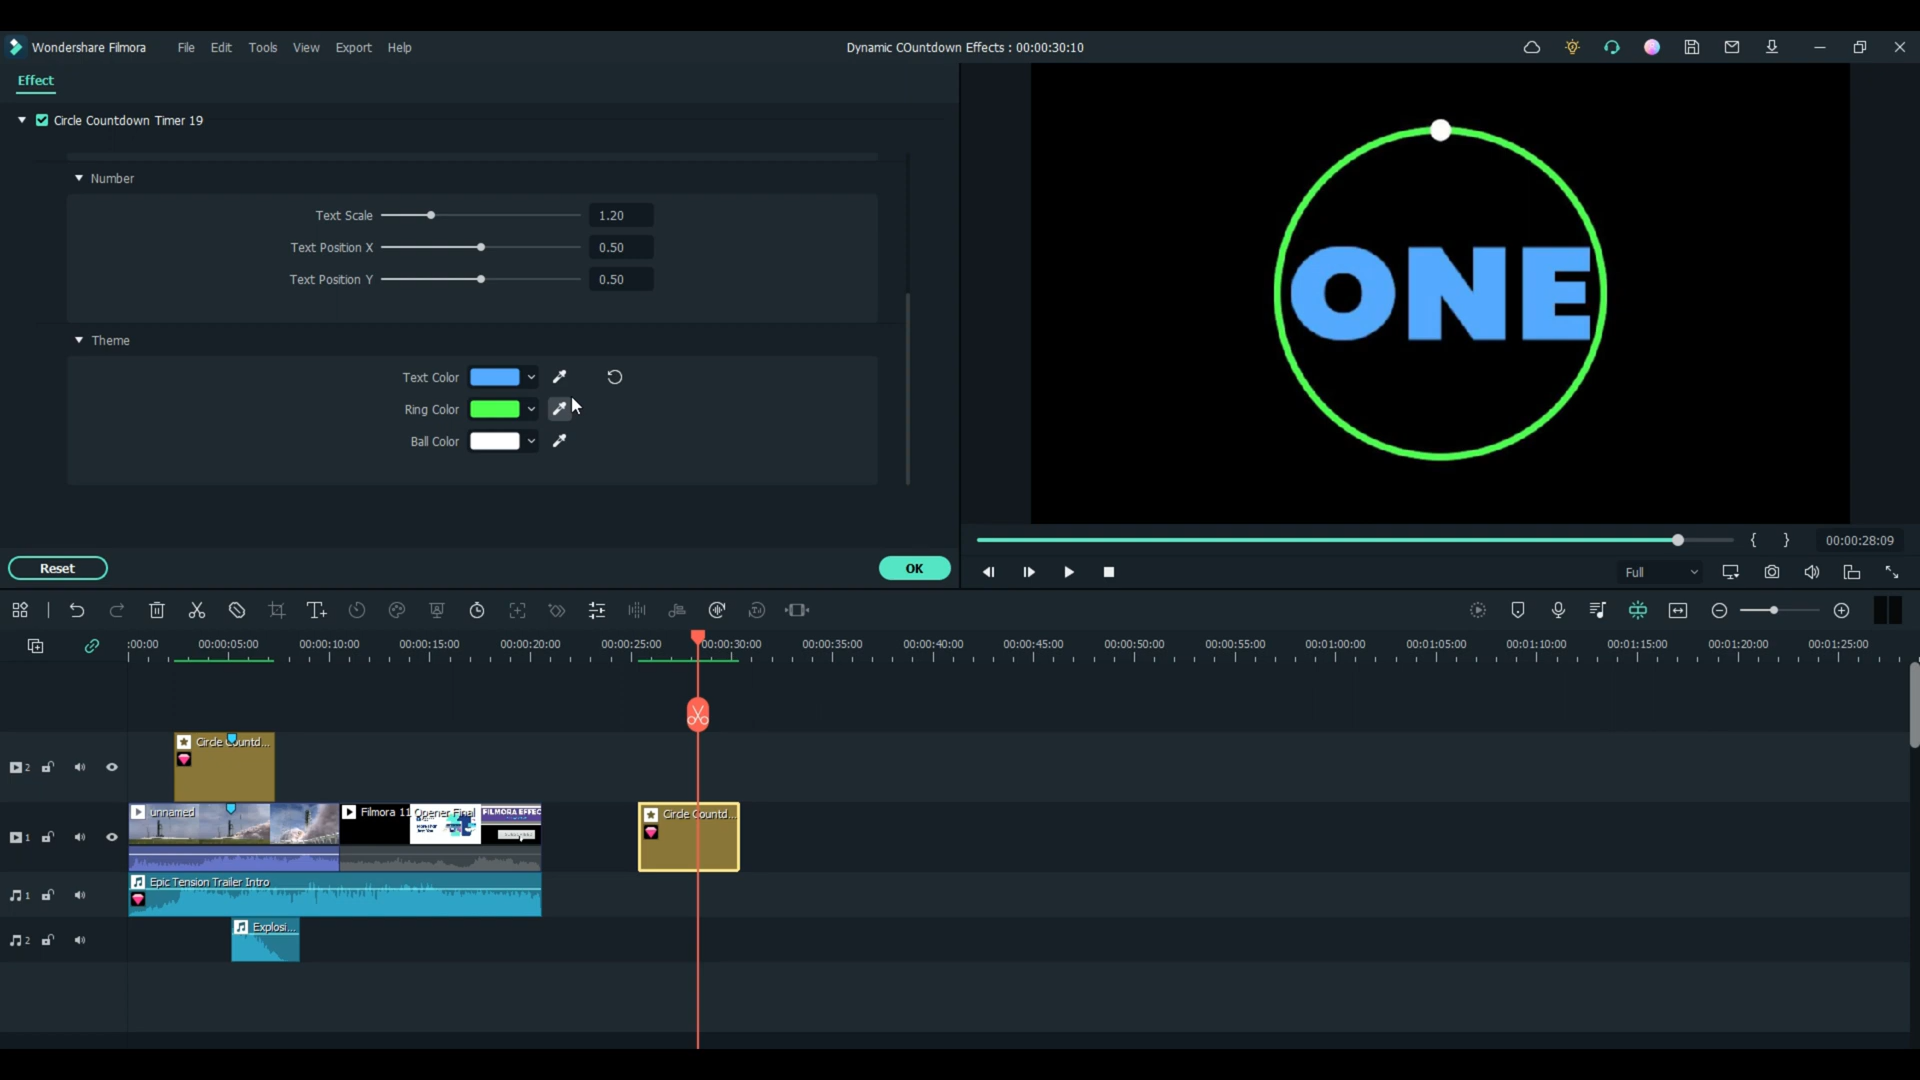 Wondershare Filmora File Edit Tools View Export Help Dynamic COuntdown Effects : 00:00:30:10
Effect
Circle Countdown Timer 19
Number
Text Scale 1.20
Text Position X 0.50
Text Position Y 0.50
Theme
Text Color
Ring Color
Ball Color
ONE
Reset OK
00:00:28:09
Full
:00:00 00:00:05:00 00:00:10:00 00:00:15:00 00:00:20:00 00:00:25:00 00:00:30:00 00:00:35:00 00:00:40:00 00:00:45:00 00:00:50:00 00:00:55:00 00:01:00:00 00:01:05:00 00:01:10:00 00:01:15:00 00:01:20:00 00:01:25:00
2 Circle Countd...
1 unnamed Filmora 11 Opener Final FILMORA EFFEC Circle Countd...
1 Epic Tension Trailer Intro
2 Explosi...